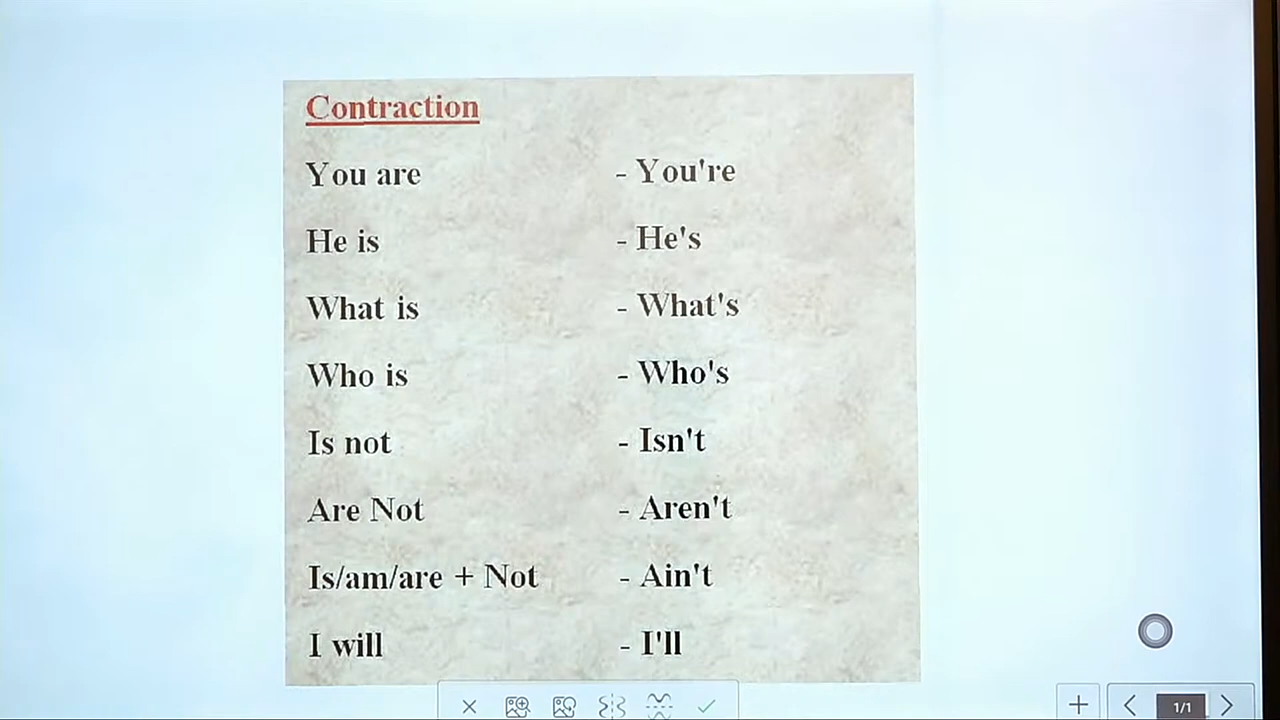 Contraction
You are - You're
He is - He's
What is - What's
Who is - Who's
Is not - Isn't
Are Not - Aren't
Is/am/are + Not - Ain't
I will - I'll
1/1